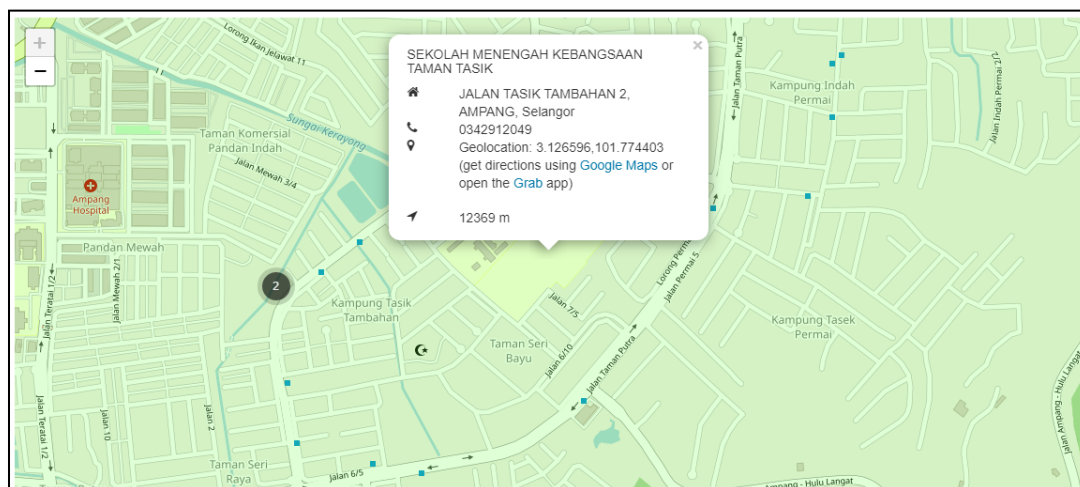 Lorong Ikan Jelawat 11
+
−
SEKOLAH MENENGAH KEBANGSAAN
TAMAN TASIK
×
JALAN TASIK TAMBAHAN 2,
AMPANG, Selangor
0342912049
Geolocation: 3.126596,101.774403
(get directions using Google Maps or
open the Grab app)
12369 m
Jalan Taman Putra
Kampung Indah
Permai
Jalan Indah Permai 2/2
Sungai Kerayong
Taman Komersial
Pandan Indah
Jalan Mewah 3/4
Ampang
Hospital
Pandan Mewah
Jalan Mewah 2/1
Jalan Teratai 1/2
2
Kampung Tasik
Tambahan
Jalan 7/5
Jalan Permai 5
Taman Seri
Bayu
Jalan 6/10
Jalan Taman Putra
Kampung Tasek
Permai
Jalan Ampang - Hulu Langat
Jalan Teratai 1/2
Jalan 10
Jalan 2
Taman Seri
Raya
Jalan 6/5
Ampang - Hulu Langat